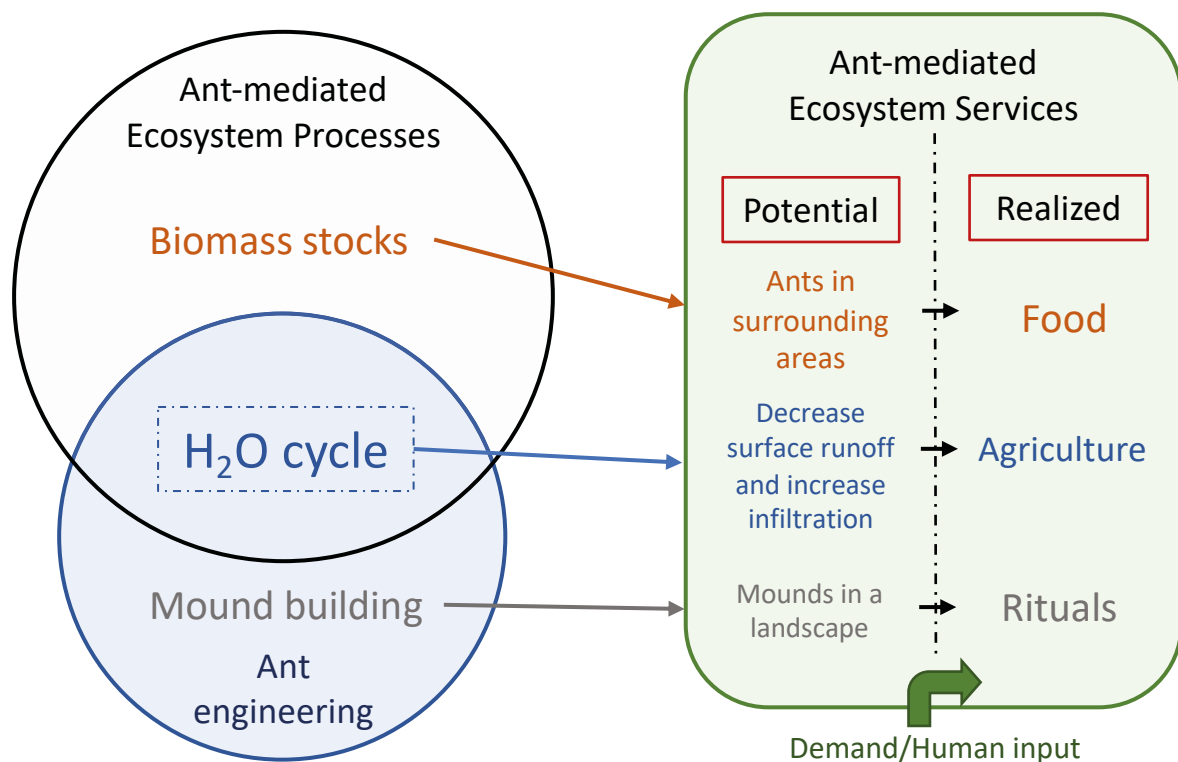 Ant-mediated
Ecosystem Processes
Biomass stocks
H₂O cycle
Mound building
Ant
engineering
Ant-mediated
Ecosystem Services
Potential
Realized
Ants in
surrounding
areas
Food
Decrease
surface runoff
and increase
infiltration
Agriculture
Mounds in a
landscape
Rituals
Demand/Human input